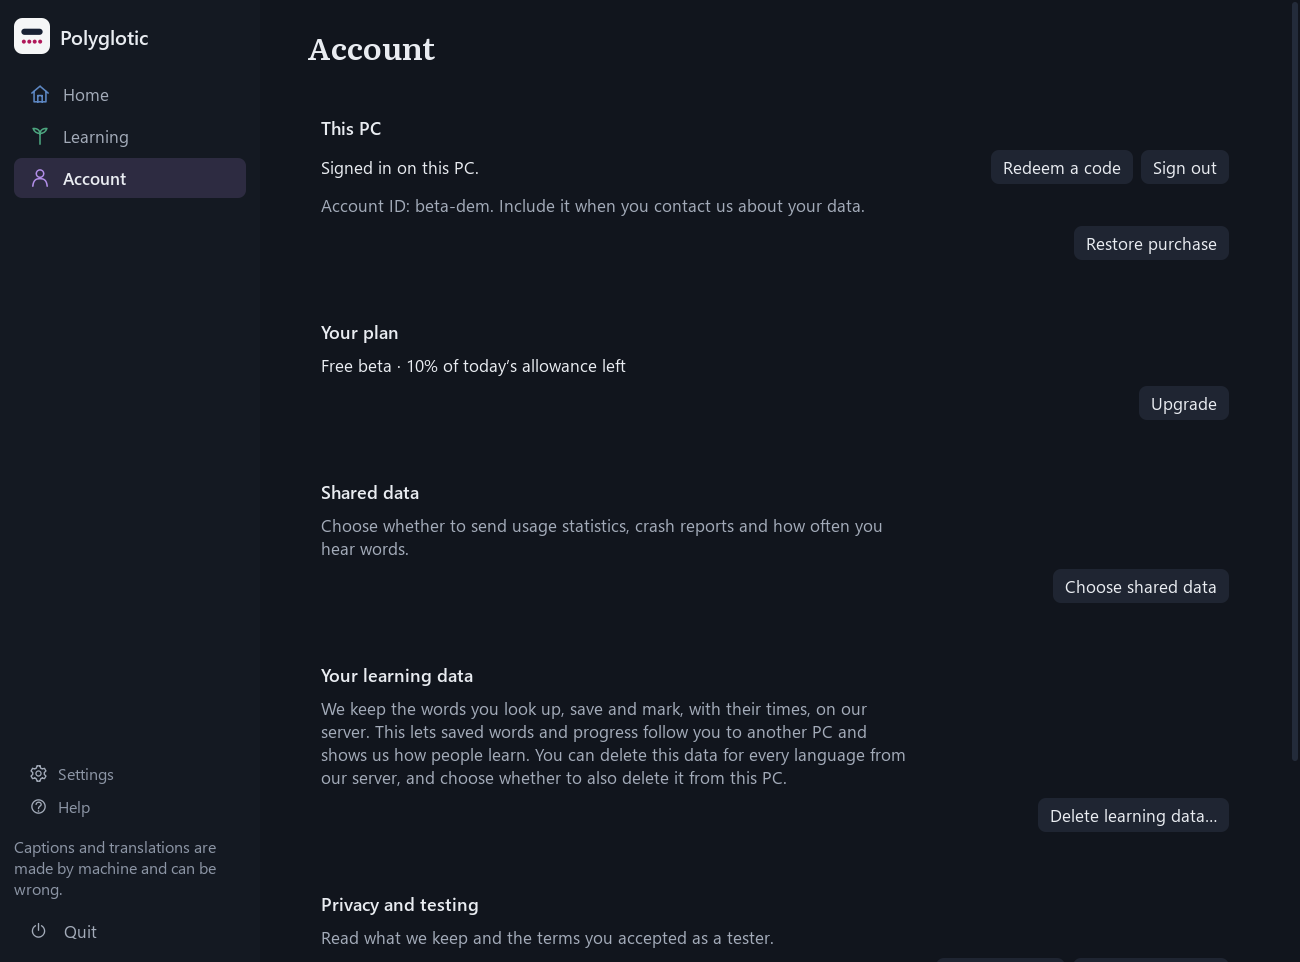 Polyglotic
Home
Learning
Account
Settings
Help
Captions and translations are
made by machine and can be
wrong.
Quit
Account
This PC
Signed in on this PC.
Redeem a code
Sign out
Account ID: beta-dem. Include it when you contact us about your data.
Restore purchase
Your plan
Free beta · 10% of today’s allowance left
Upgrade
Shared data
Choose whether to send usage statistics, crash reports and how often you
hear words.
Choose shared data
Your learning data
We keep the words you look up, save and mark, with their times, on our
server. This lets saved words and progress follow you to another PC and
shows us how people learn. You can delete this data for every language from
our server, and choose whether to also delete it from this PC.
Delete learning data…
Privacy and testing
Read what we keep and the terms you accepted as a tester.